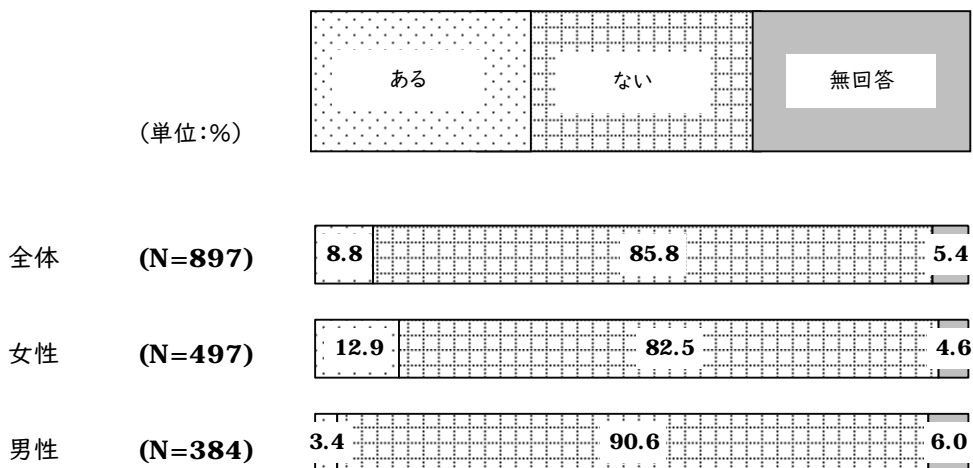 ある ない 無回答
(単位:%)
全体 (N=897) 8.8 85.8 5.4
女性 (N=497) 12.9 82.5 4.6
男性 (N=384) 3.4 90.6 6.0